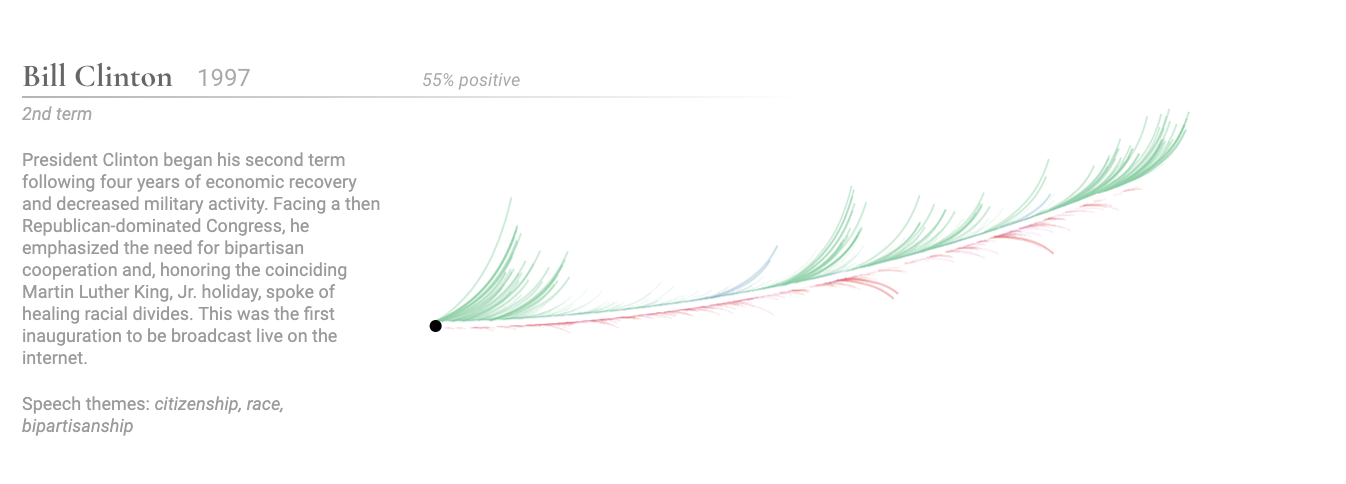 Bill Clinton 1997 55% positive
2nd term
President Clinton began his second term
following four years of economic recovery
and decreased military activity. Facing a then
Republican-dominated Congress, he
emphasized the need for bipartisan
cooperation and, honoring the coinciding
Martin Luther King, Jr. holiday, spoke of
healing racial divides. This was the first
inauguration to be broadcast live on the
internet.
Speech themes: citizenship, race,
bipartisanship